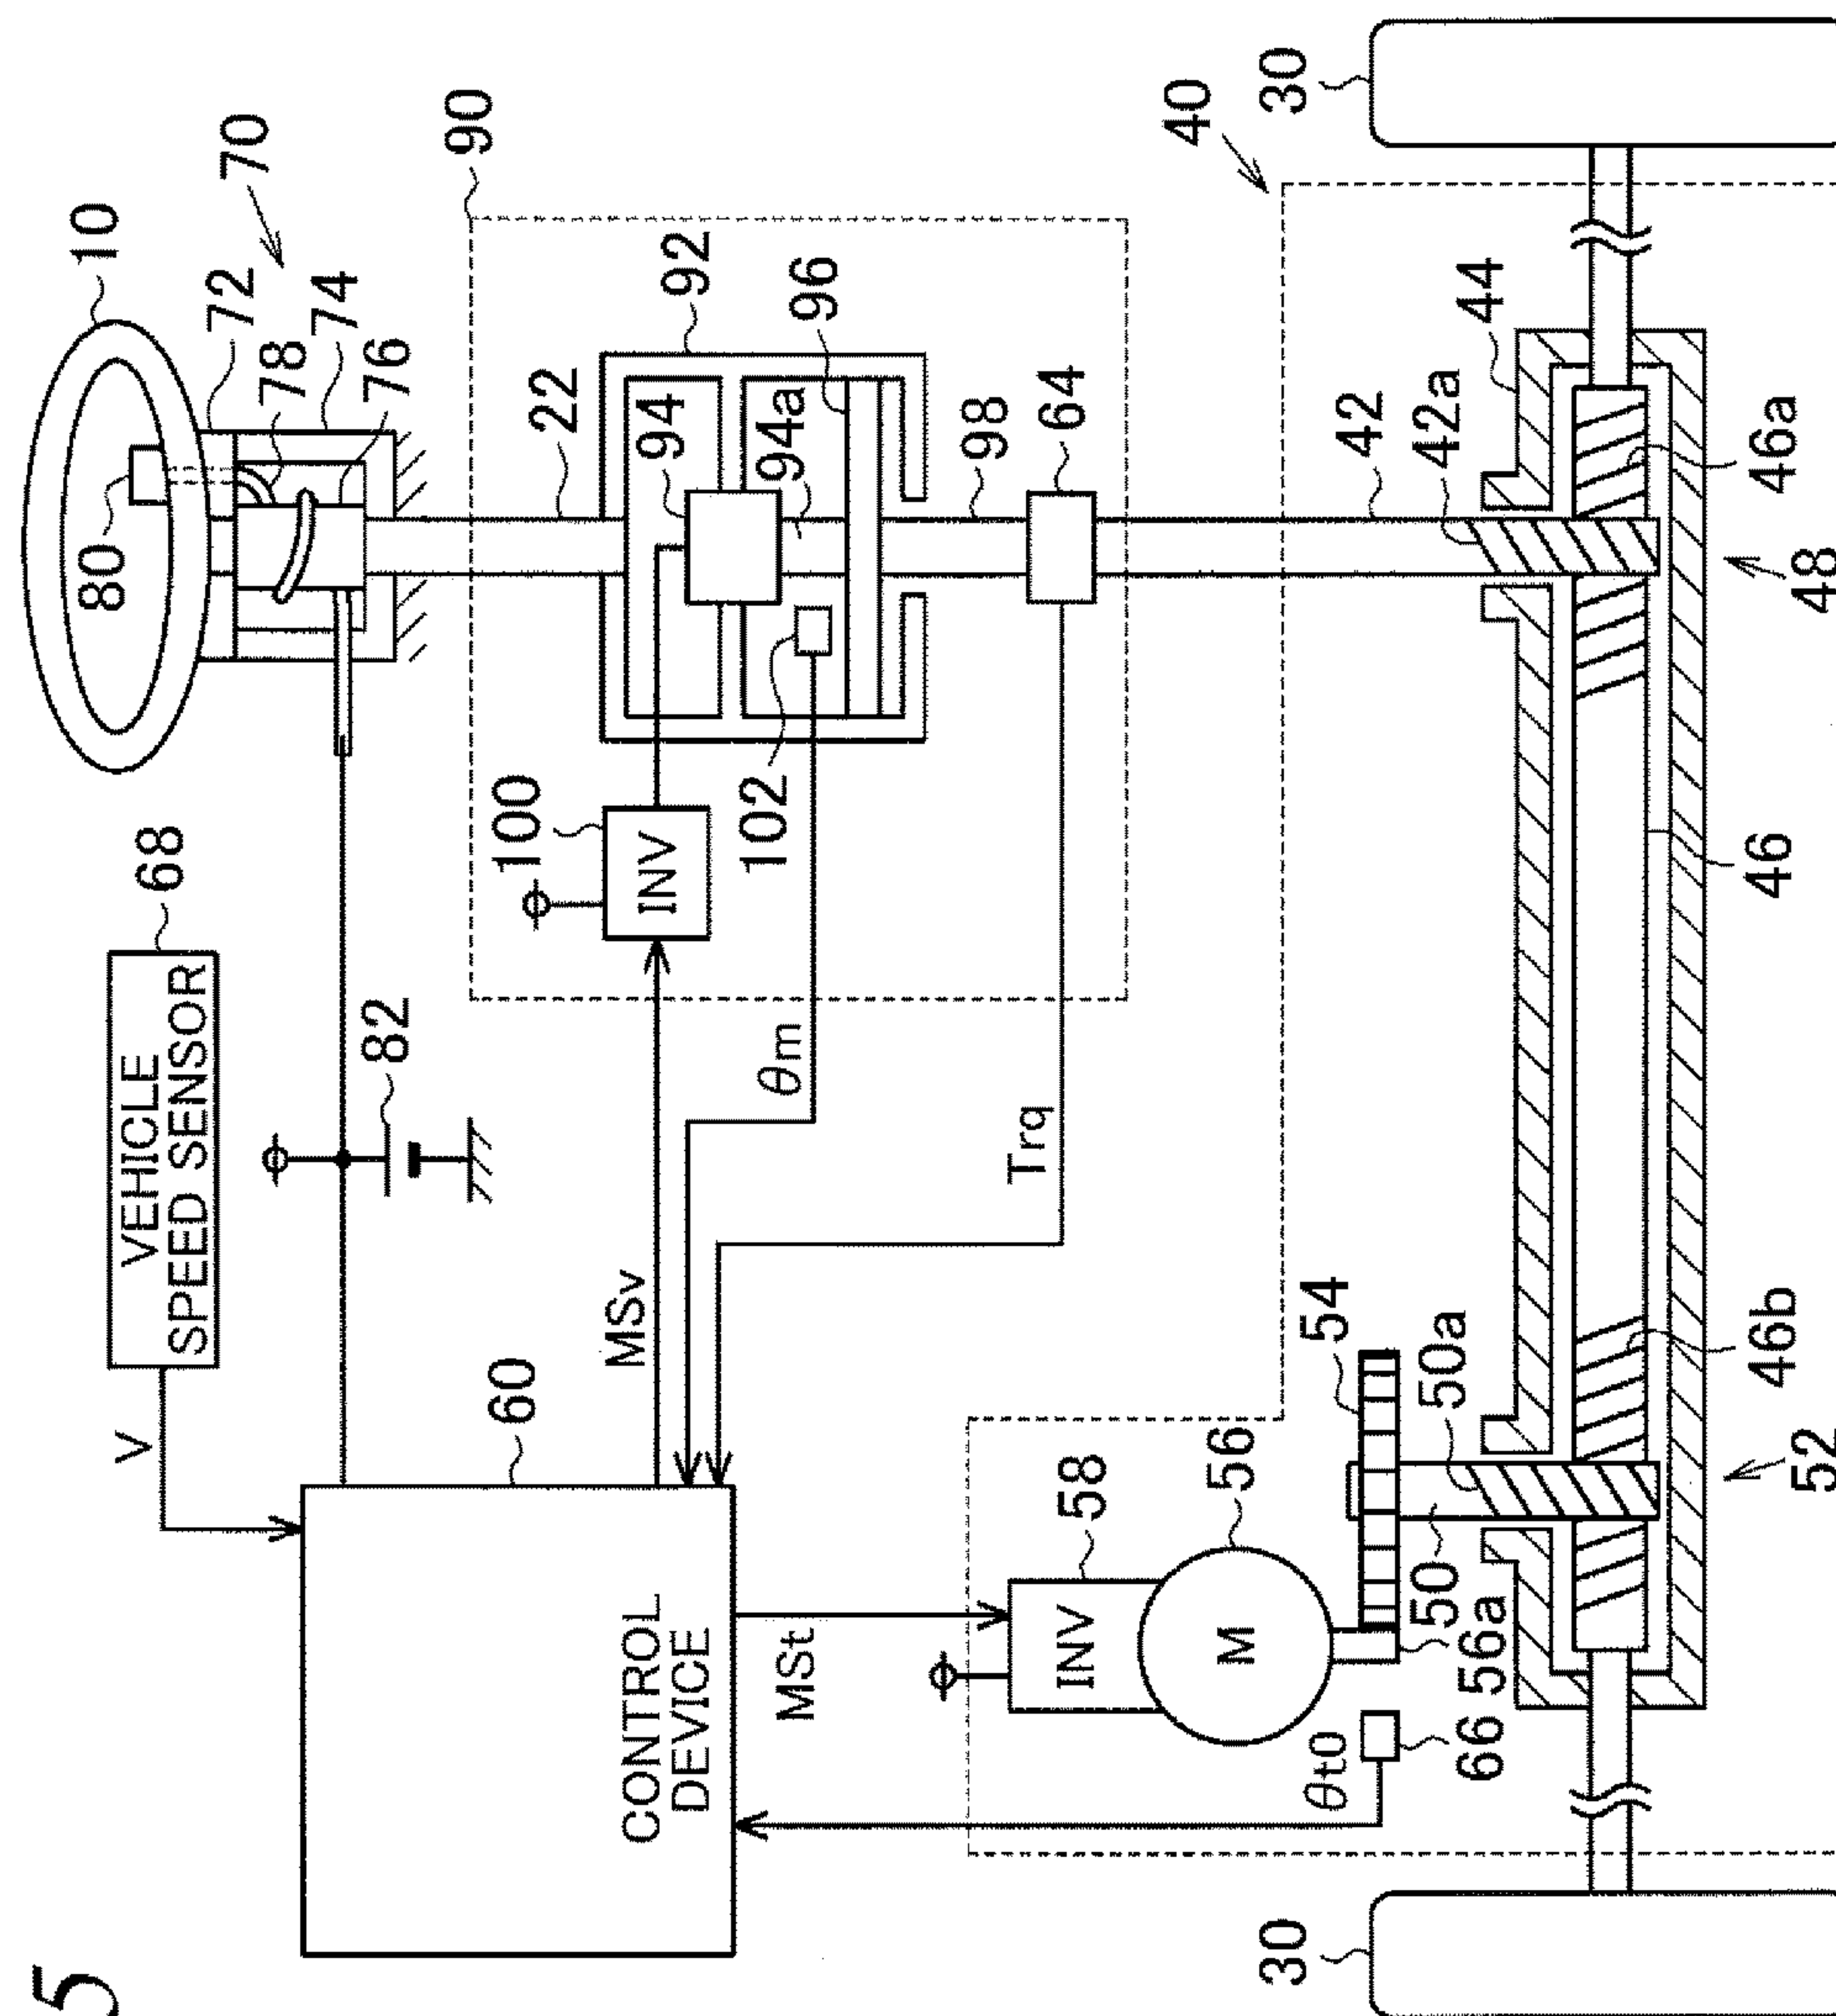 5
10
70
72
78
74
76
80
VEHICLE
SPEED SENSOR
68
V
82
90
22
92
94
94a
96
98
64
100
INV
102
MSv
θm
Trq
60
CONTROL
DEVICE
MSt
58
INV
56
M
54
50a
50
56a
66
θt0
40
42
42a
44
46a
46
46b
48
52
30
30